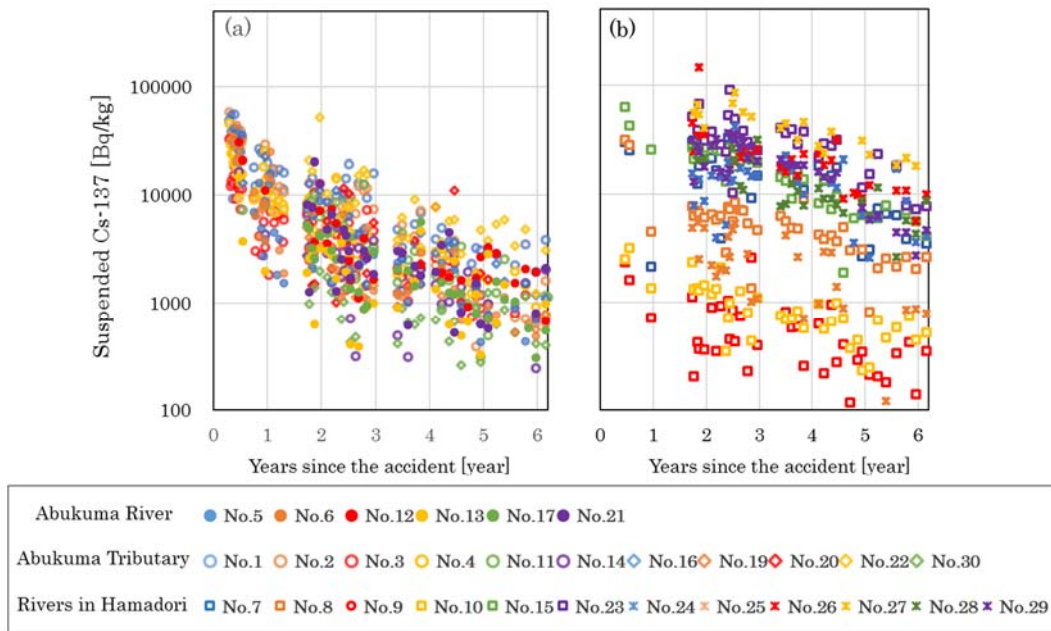 (a)
(b)
Suspended Cs-137 [Bq/kg]
100000
10000
1000
100
0 1 2 3 4 5 6
0 1 2 3 4 5 6
Years since the accident [year]
Years since the accident [year]
Abukuma River No.5 No.6 No.12 No.13 No.17 No.21
Abukuma Tributary No.1 No.2 No.3 No.4 No.11 No.14 No.16 No.19 No.20 No.22 No.30
Rivers in Hamadori No.7 No.8 No.9 No.10 No.15 No.23 No.24 No.25 No.26 No.27 No.28 No.29